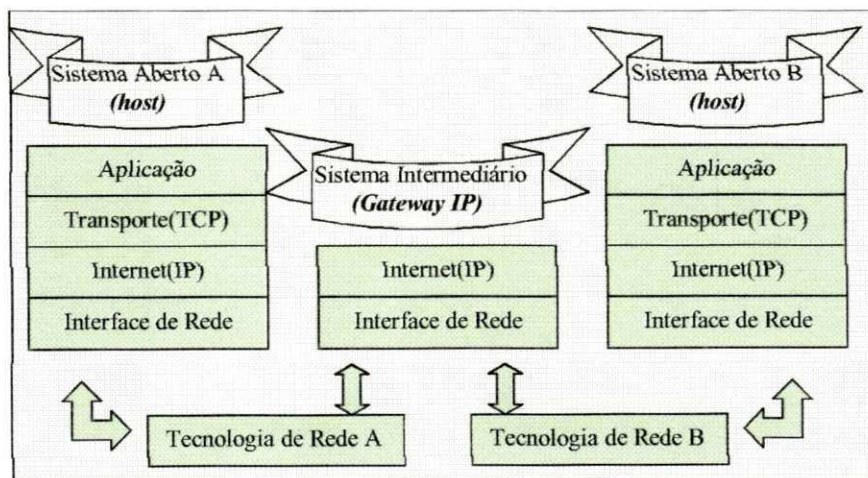 Sistema Aberto A
(host)
Sistema Aberto B
(host)
Sistema Intermediário
(Gateway IP)
Aplicação
Transporte(TCP)
Internet(IP)
Interface de Rede
Internet(IP)
Interface de Rede
Aplicação
Transporte(TCP)
Internet(IP)
Interface de Rede
Tecnologia de Rede A
Tecnologia de Rede B